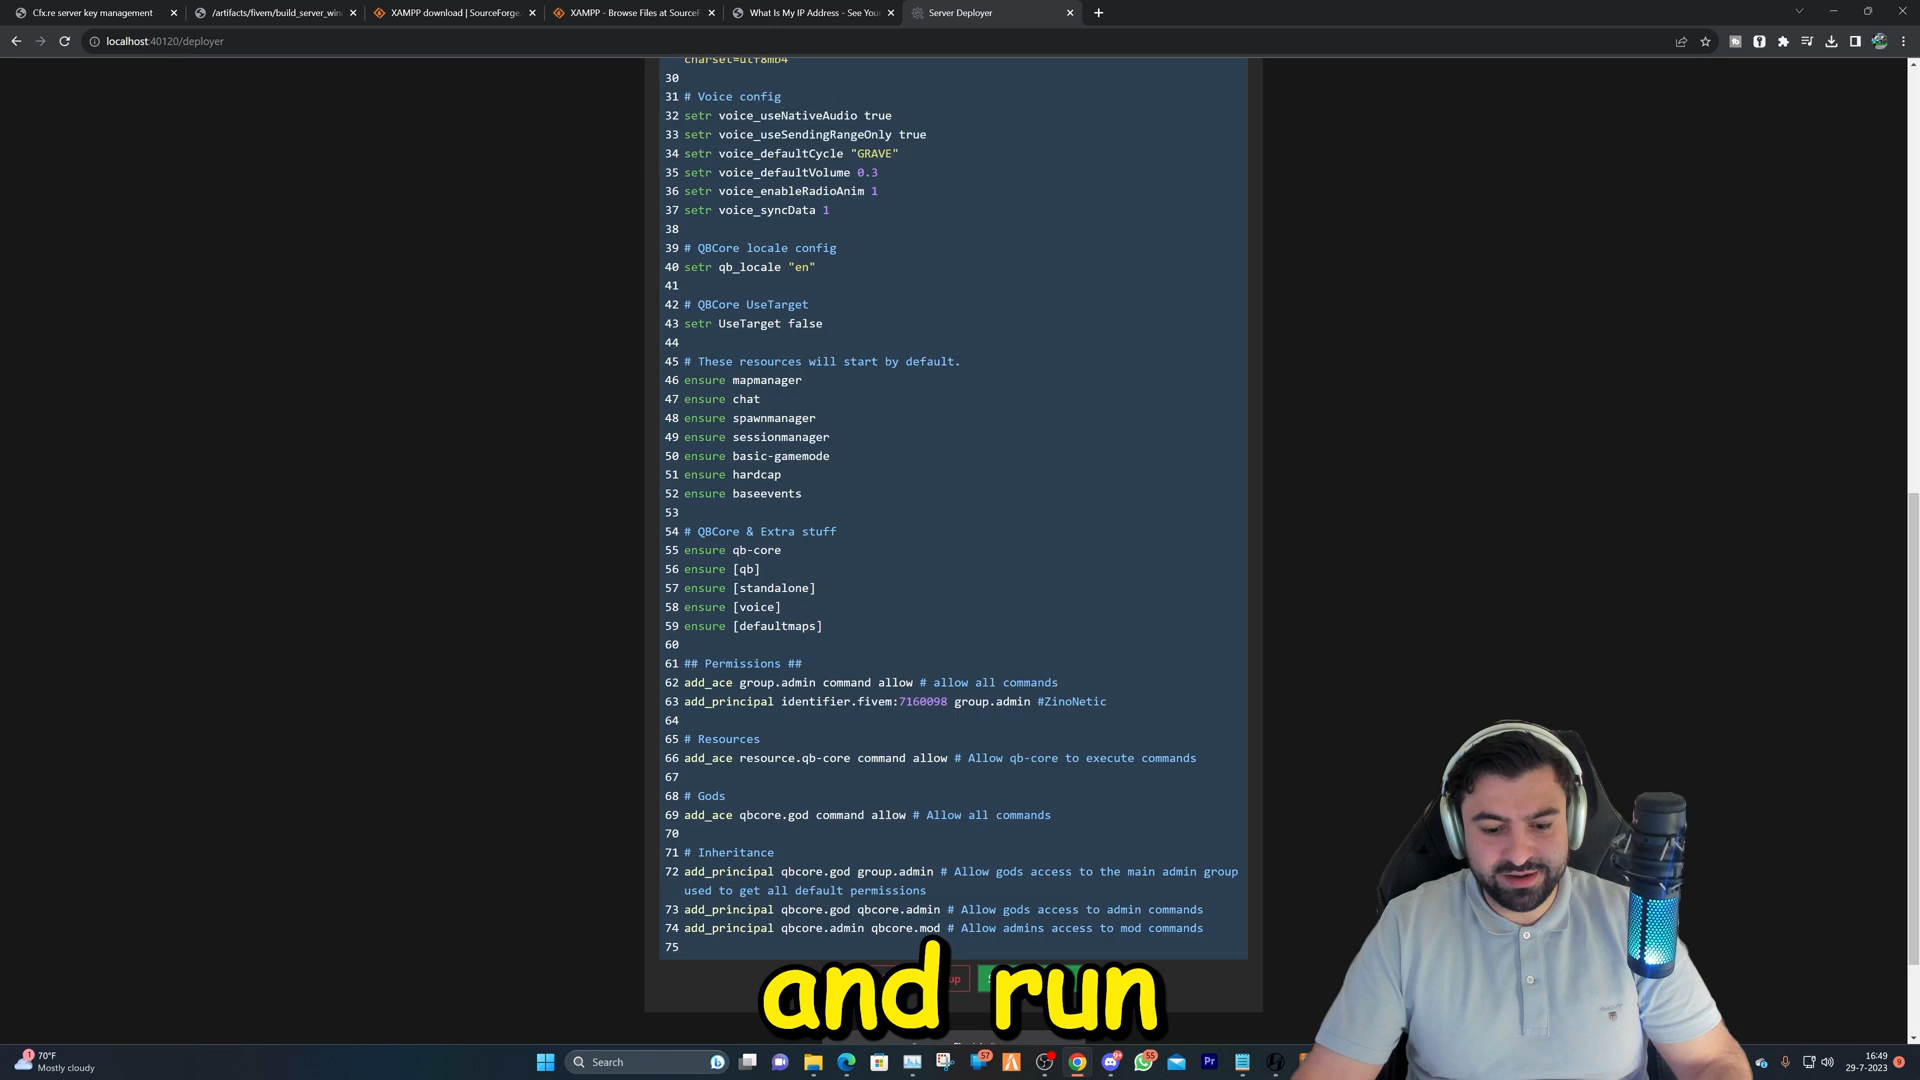 Cfx.re server key management
/artifacts/fivem/build_server_win
XAMPP download | SourceForge.
XAMPP - Browse Files at SourceF
What Is My IP Address - See Your
Server Deployer
localhost:40120/deployer
charset=utf8mb4
30
31 # Voice config
32 setr voice_useNativeAudio true
33 setr voice_useSendingRangeOnly true
34 setr voice_defaultCycle "GRAVE"
35 setr voice_defaultVolume 0.3
36 setr voice_enableRadioAnim 1
37 setr voice_syncData 1
38
39 # QBCore locale config
40 setr qb_locale "en"
41
42 # QBCore UseTarget
43 setr UseTarget false
44
45 # These resources will start by default.
46 ensure mapmanager
47 ensure chat
48 ensure spawnmanager
49 ensure sessionmanager
50 ensure basic-gamemode
51 ensure hardcap
52 ensure baseevents
53
54 # QBCore & Extra stuff
55 ensure qb-core
56 ensure [qb]
57 ensure [standalone]
58 ensure [voice]
59 ensure [defaultmaps]
60
61 ## Permissions ##
62 add_ace group.admin command allow # allow all commands
63 add_principal identifier.fivem:7160098 group.admin #ZinoNetic
64
65 # Resources
66 add_ace resource.qb-core command allow # Allow qb-core to execute commands
67
68 # Gods
69 add_ace qbcore.god command allow # Allow all commands
70
71 # Inheritance
72 add_principal qbcore.god group.admin # Allow gods access to the main admin group
used to get all default permissions
73 add_principal qbcore.god qbcore.admin # Allow gods access to admin commands
74 add_principal qbcore.admin qbcore.mod # Allow admins access to mod commands
75
up
and run
1
70°F
Mostly cloudy
Search
57
9+
55
Pr
16:49
29-7-2023
9